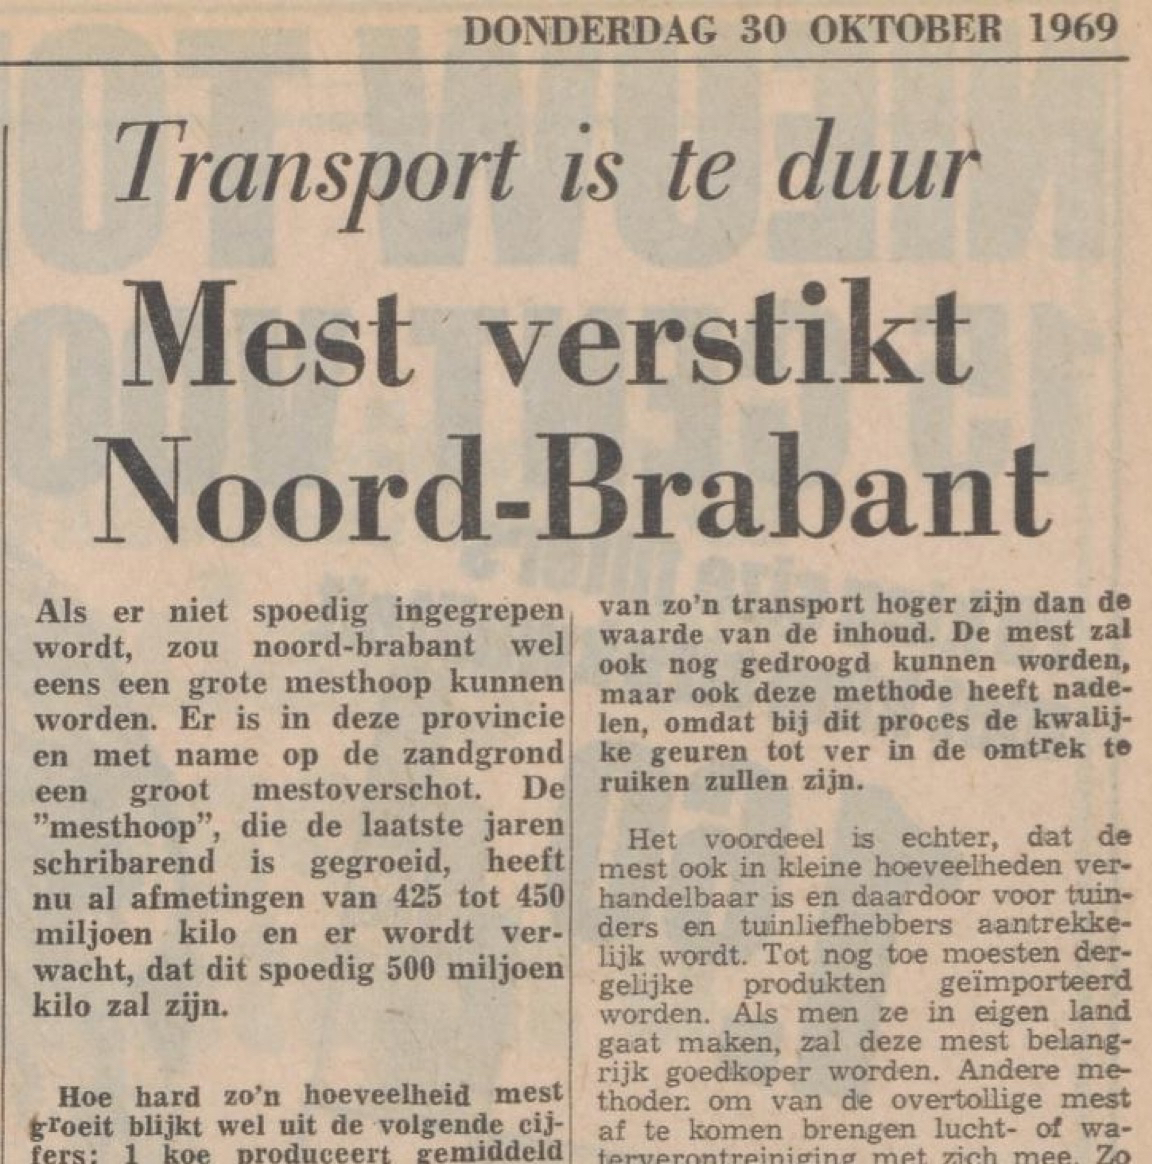 DONDERDAG 30 OKTOBER 1969
Transport is te duur
Mest verstikt
Noord-Brabant
Als er niet spoedig ingegrepen
wordt, zou noord-brabant wel
eens een grote mesthoop kunnen
worden. Er is in deze provincie
en met name op de zandgrond
een groot mestoverschot. De
”mesthoop”, die de laatste jaren
schribarend is gegroeid, heeft
nu al afmetingen van 425 tot 450
miljoen kilo en er wordt ver-
wacht, dat dit spoedig 500 miljoen
kilo zal zijn.
Hoe hard zo'n hoeveelheid mest
groeit blijkt wel uit de volgende cij-
fers: 1 koe produceert gemiddeld
van zo'n transport hoger zijn dan de
waarde van de inhoud. De mest zal
ook nog gedroogd kunnen worden,
maar ook deze methode heeft nade-
len, omdat bij dit proces de kwalij-
ke geuren tot ver in de omtrek te
ruiken zullen zijn.
Het voordeel is echter, dat de
mest ook in kleine hoeveelheden ver-
handelbaar is en daardoor voor tuin-
ders en tuinliefhebbers aantrekke-
lijk wordt. Tot nog toe moesten der-
gelijke produkten geïmporteerd
worden. Als men ze in eigen land
gaat maken, zal deze mest belang-
rijk goedkoper worden. Andere me-
thoden om van de overtollige mest
af te komen brengen lucht- of wa-
terverontreiniging met zich mee. Zo